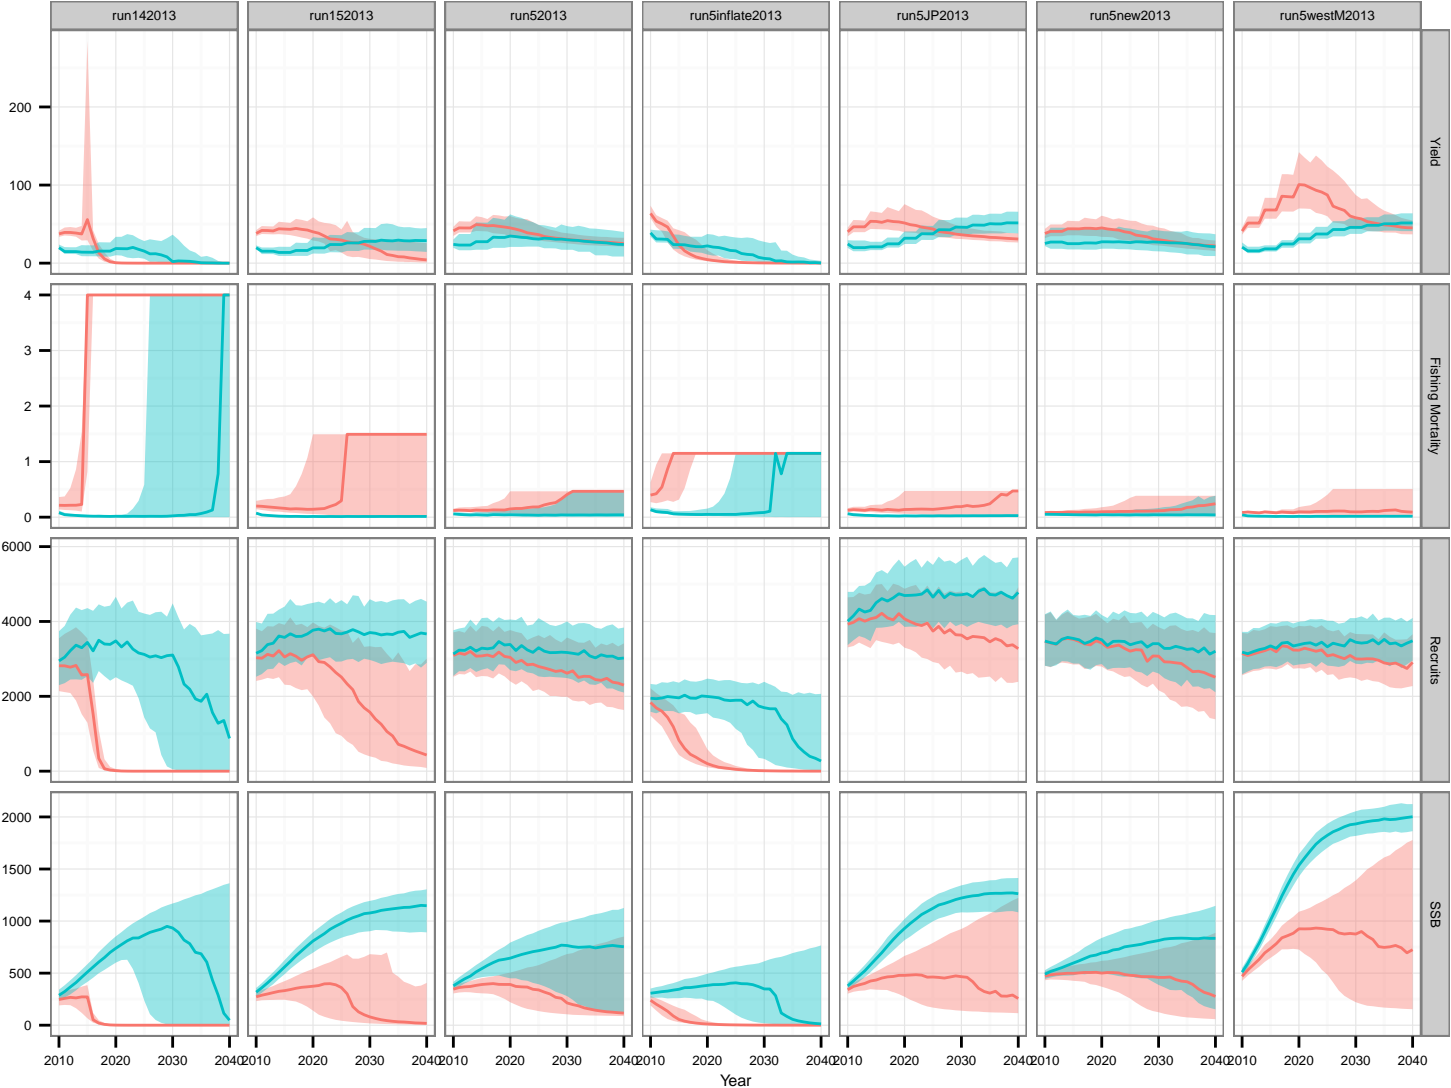 run142013 run152013 run52013 run5inflate2013 run5JP2013 run5new2013 run5westM2013
200
100
0
Yield
4
3
2
1
0
Fishing Mortality
6000
4000
2000
0
Recruits
2000
1500
1000
500
0
SSB
2010 2020 2030 2040 2010 2020 2030 2040 2010 2020 2030 2040 2010 2020 2030 2040 2010 2020 2030 2040 2010 2020 2030 2040 2010 2020 2030 2040
Year